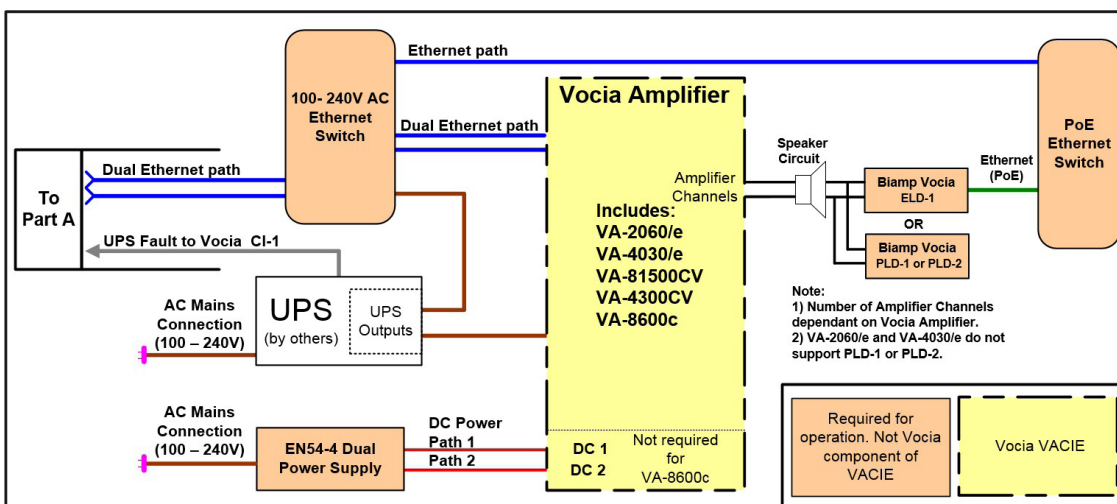 Ethernet path
100- 240V AC
Ethernet
Switch
Dual Ethernet path
Dual Ethernet path
To
Part A
UPS Fault to Vocia  CI-1
AC Mains
Connection
(100 – 240V)
UPS
(by others)
UPS
Outputs
AC Mains
Connection
(100 – 240V)
EN54-4 Dual
Power Supply
DC Power
Path 1
Path 2
Vocia Amplifier
Amplifier
Channels
Includes:
VA-2060/e
VA-4030/e
VA-81500CV
VA-4300CV
VA-8600c
DC 1
DC 2
Not required
for
VA-8600c
Speaker
Circuit
Biamp Vocia
ELD-1
OR
Biamp Vocia
PLD-1 or PLD-2
Ethernet
(PoE)
PoE
Ethernet
Switch
Note:
1) Number of Amplifier Channels
dependant on Vocia Amplifier.
2) VA-2060/e and VA-4030/e do not
support PLD-1 or PLD-2.
Required for
operation. Not Vocia
component of
VACIE
Vocia VACIE